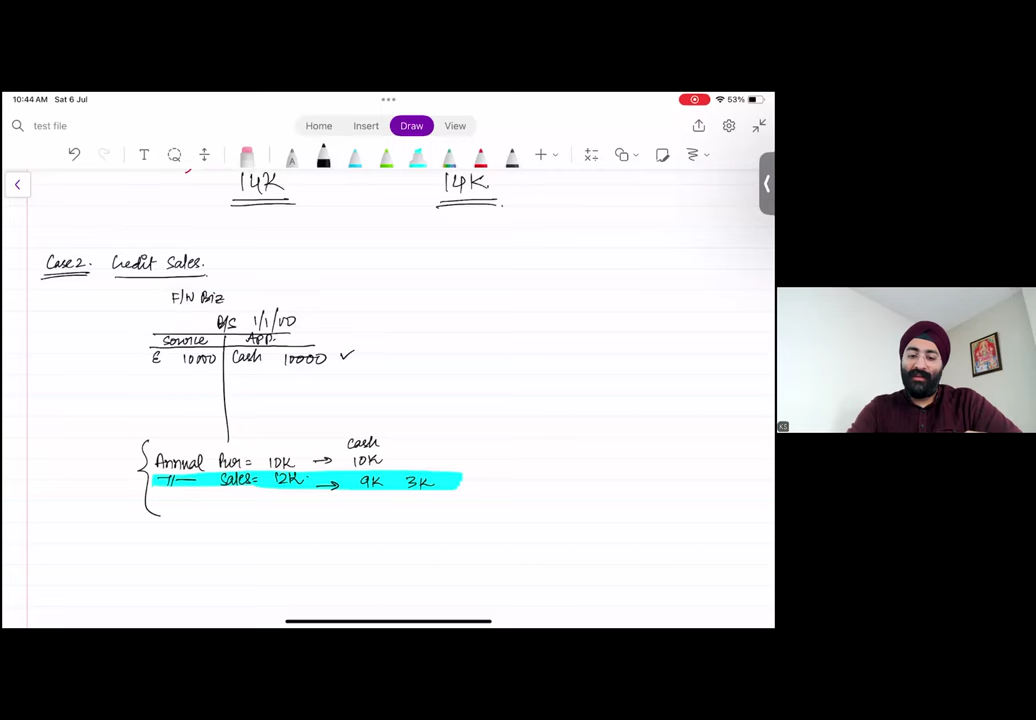 10:44 AM Sat 6 Jul
53%
test file
Home Insert Draw View
14K 14K
Case 2. Credit Sales.
F/N Biz
B/S 1/1/00
Source App.
E 10000 Cash 10000 ✓
Cash
Annual Pur = 10K → 10K
—〃— Sales = 12K → 9K 3K
KS